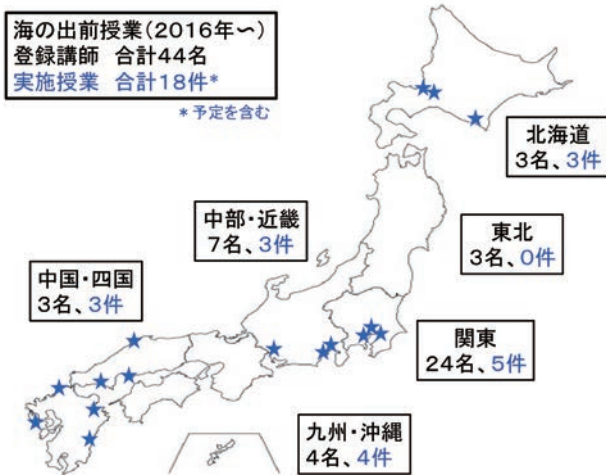 海の出前授業(2016年〜)
登録講師 合計44名
実施授業 合計18件*
*予定を含む
北海道
3名、3件
中部・近畿
7名、3件
東北
3名、0件
中国・四国
3名、3件
関東
24名、5件
九州・沖縄
4名、4件